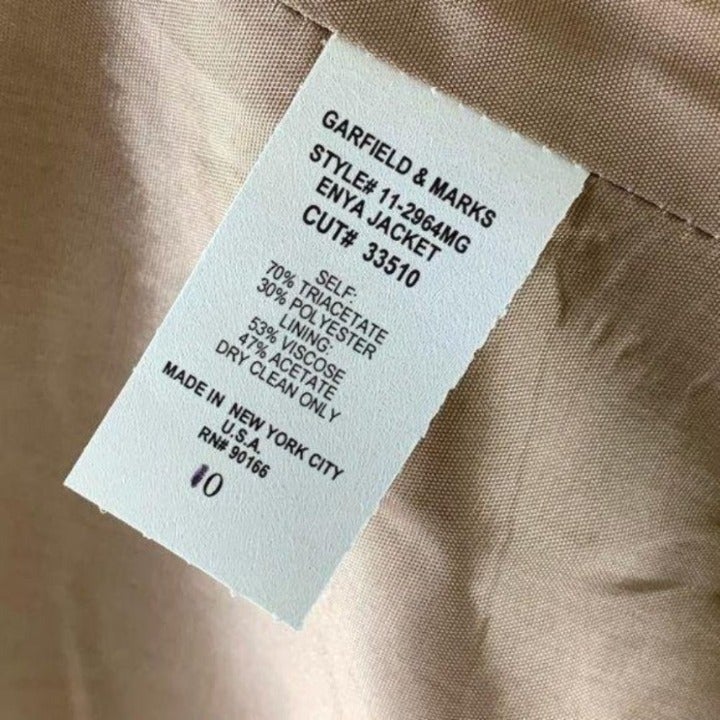 GARFIELD & MARKS
STYLE# 11-2964MG
ENYA JACKET
CUT# 33510
SELF:
70% TRIACETATE
30% POLYESTER
LINING:
53% VISCOSE
47% ACETATE
DRY CLEAN ONLY
MADE IN NEW YORK CITY
U.S.A.
RN# 90166
10